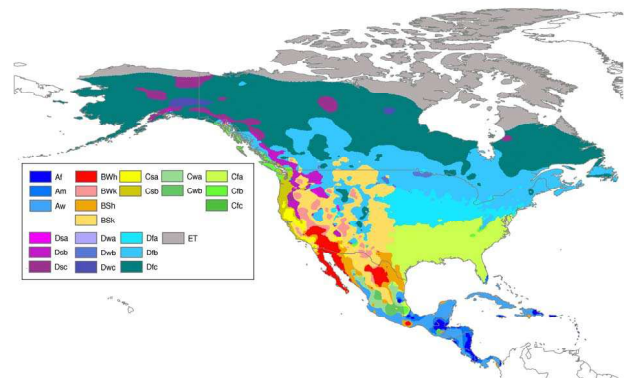 Af BWh Csa Cwa Cfa
Am BWk Csb Cwb Cfb
Aw BSh Cfc
BSk
Dsa Dwa Dfa ET
Dsb Dwb Dfb
Dsc Dwc Dfc